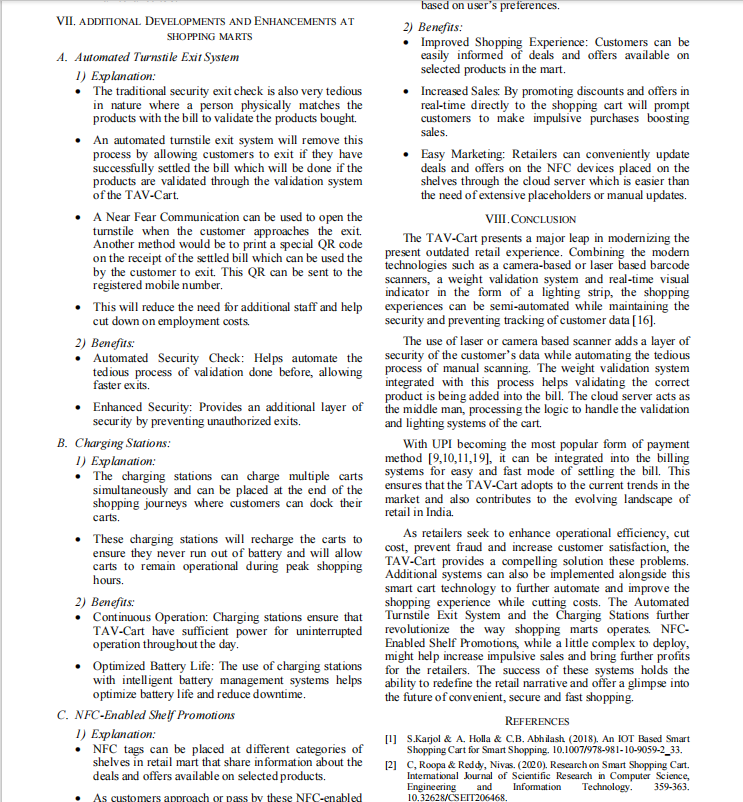 VII. ADDITIONAL DEVELOPMENTS AND ENHANCEMENTS AT
SHOPPING MARTS
A. Automated Turnstile Exit System
1) Explanation:
• The traditional security exit check is also very tedious
in nature where a person physically matches the
products with the bill to validate the products bought.
• An automated turnstile exit system will remove this
process by allowing customers to exit if they have
successfully settled the bill which will be done if the
products are validated through the validation system
of the TAV-Cart.
• A Near Fear Communication can be used to open the
turnstile when the customer approaches the exit.
Another method would be to print a special QR code
on the receipt of the settled bill which can be used the
by the customer to exit. This QR can be sent to the
registered mobile number.
• This will reduce the need for additional staff and help
cut down on employment costs.
2) Benefits:
• Automated Security Check: Helps automate the
tedious process of validation done before, allowing
faster exits.
• Enhanced Security: Provides an additional layer of
security by preventing unauthorized exits.
B. Charging Stations:
1) Explanation:
• The charging stations can charge multiple carts
simultaneously and can be placed at the end of the
shopping journeys where customers can dock their
carts.
• These charging stations will recharge the carts to
ensure they never run out of battery and will allow
carts to remain operational during peak shopping
hours.
2) Benefits:
• Continuous Operation: Charging stations ensure that
TAV-Cart have sufficient power for uninterrupted
operation throughout the day.
• Optimized Battery Life: The use of charging stations
with intelligent battery management systems helps
optimize battery life and reduce downtime.
C. NFC-Enabled Shelf Promotions
1) Explanation:
• NFC tags can be placed at different categories of
shelves in retail mart that share information about the
deals and offers available on selected products.
• As customers approach or pass by these NFC-enabled
based on user's preferences.
2) Benefits:
• Improved Shopping Experience: Customers can be
easily informed of deals and offers available on
selected products in the mart.
• Increased Sales: By promoting discounts and offers in
real-time directly to the shopping cart will prompt
customers to make impulsive purchases boosting
sales.
• Easy Marketing: Retailers can conveniently update
deals and offers on the NFC devices placed on the
shelves through the cloud server which is easier than
the need of extensive placeholders or manual updates.
VIII. CONCLUSION
The TAV-Cart presents a major leap in modernizing the
present outdated retail experience. Combining the modern
technologies such as a camera-based or laser based barcode
scanners, a weight validation system and real-time visual
indicator in the form of a lighting strip, the shopping
experiences can be semi-automated while maintaining the
security and preventing tracking of customer data [16].
The use of laser or camera based scanner adds a layer of
security of the customer's data while automating the tedious
process of manual scanning. The weight validation system
integrated with this process helps validating the correct
product is being added into the bill. The cloud server acts as
the middle man, processing the logic to handle the validation
and lighting systems of the cart.
With UPI becoming the most popular form of payment
method [9,10,11,19], it can be integrated into the billing
systems for easy and fast mode of settling the bill. This
ensures that the TAV-Cart adopts to the current trends in the
market and also contributes to the evolving landscape of
retail in India.
As retailers seek to enhance operational efficiency, cut
cost, prevent fraud and increase customer satisfaction, the
TAV-Cart provides a compelling solution these problems.
Additional systems can also be implemented alongside this
smart cart technology to further automate and improve the
shopping experience while cutting costs. The Automated
Turnstile Exit System and the Charging Stations further
revolutionize the way shopping marts operates. NFC-
Enabled Shelf Promotions, while a little complex to deploy,
might help increase impulsive sales and bring further profits
for the retailers. The success of these systems holds the
ability to redefine the retail narrative and offer a glimpse into
the future of convenient, secure and fast shopping.
REFERENCES
[1] S.Karjol & A. Holla & C.B. Abhilash. (2018). An IOT Based Smart
Shopping Cart for Smart Shopping. 10.1007/978-981-10-9059-2_33.
[2] C, Roopa & Reddy, Nivas. (2020). Research on Smart Shopping Cart.
International Journal of Scientific Research in Computer Science,
Engineering and Information Technology. 359-363.
10.32628/CSEIT206468.